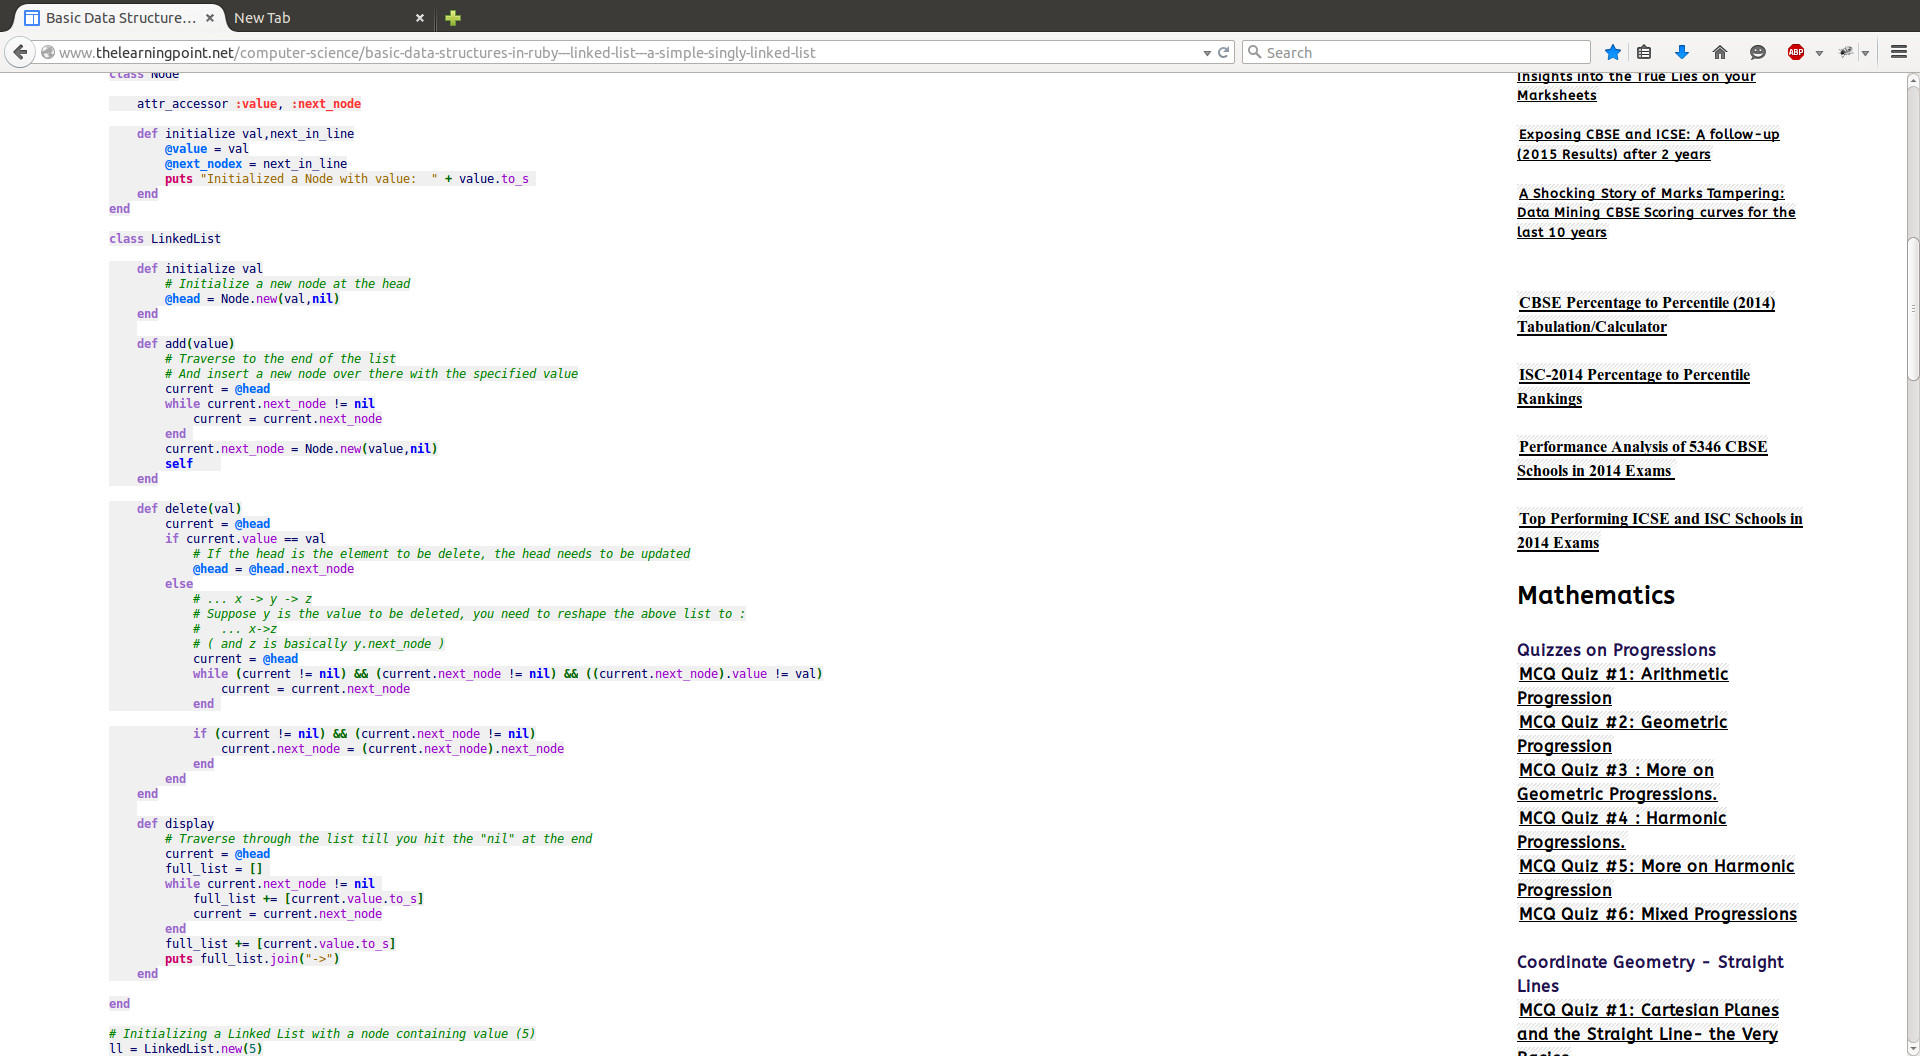 Basic Data Structure...
New Tab
www.thelearningpoint.net/computer-science/basic-data-structures-in-ruby---linked-list---a-simple-singly-linked-list
Search
ABP
class Node
attr_accessor :value, :next_node
def initialize val,next_in_line
@value = val
@next_nodex = next_in_line
puts "Initialized a Node with value:  " + value.to_s
end
end
class LinkedList
def initialize val
# Initialize a new node at the head
@head = Node.new(val,nil)
end
def add(value)
# Traverse to the end of the list
# And insert a new node over there with the specified value
current = @head
while current.next_node != nil
current = current.next_node
end
current.next_node = Node.new(value,nil)
self
end
def delete(val)
current = @head
if current.value == val
# If the head is the element to be delete, the head needs to be updated
@head = @head.next_node
else
# ... x -> y -> z
# Suppose y is the value to be deleted, you need to reshape the above list to :
#   ... x->z
# ( and z is basically y.next_node )
current = @head
while (current != nil) && (current.next_node != nil) && ((current.next_node).value != val)
current = current.next_node
end
if (current != nil) && (current.next_node != nil)
current.next_node = (current.next_node).next_node
end
end
end
def display
# Traverse through the list till you hit the "nil" at the end
current = @head
full_list = []
while current.next_node != nil
full_list += [current.value.to_s]
current = current.next_node
end
full_list += [current.value.to_s]
puts full_list.join("->")
end
end
# Initializing a Linked List with a node containing value (5)
ll = LinkedList.new(5)
Insights into the True Lies on your
Marksheets
Exposing CBSE and ICSE: A follow-up
(2015 Results) after 2 years
A Shocking Story of Marks Tampering:
Data Mining CBSE Scoring curves for the
last 10 years
CBSE Percentage to Percentile (2014)
Tabulation/Calculator
ISC-2014 Percentage to Percentile
Rankings
Performance Analysis of 5346 CBSE
Schools in 2014 Exams
Top Performing ICSE and ISC Schools in
2014 Exams
Mathematics
Quizzes on Progressions
MCQ Quiz #1: Arithmetic
Progression
MCQ Quiz #2: Geometric
Progression
MCQ Quiz #3 : More on
Geometric Progressions.
MCQ Quiz #4 : Harmonic
Progressions.
MCQ Quiz #5: More on Harmonic
Progression
MCQ Quiz #6: Mixed Progressions
Coordinate Geometry - Straight
Lines
MCQ Quiz #1: Cartesian Planes
and the Straight Line- the Very